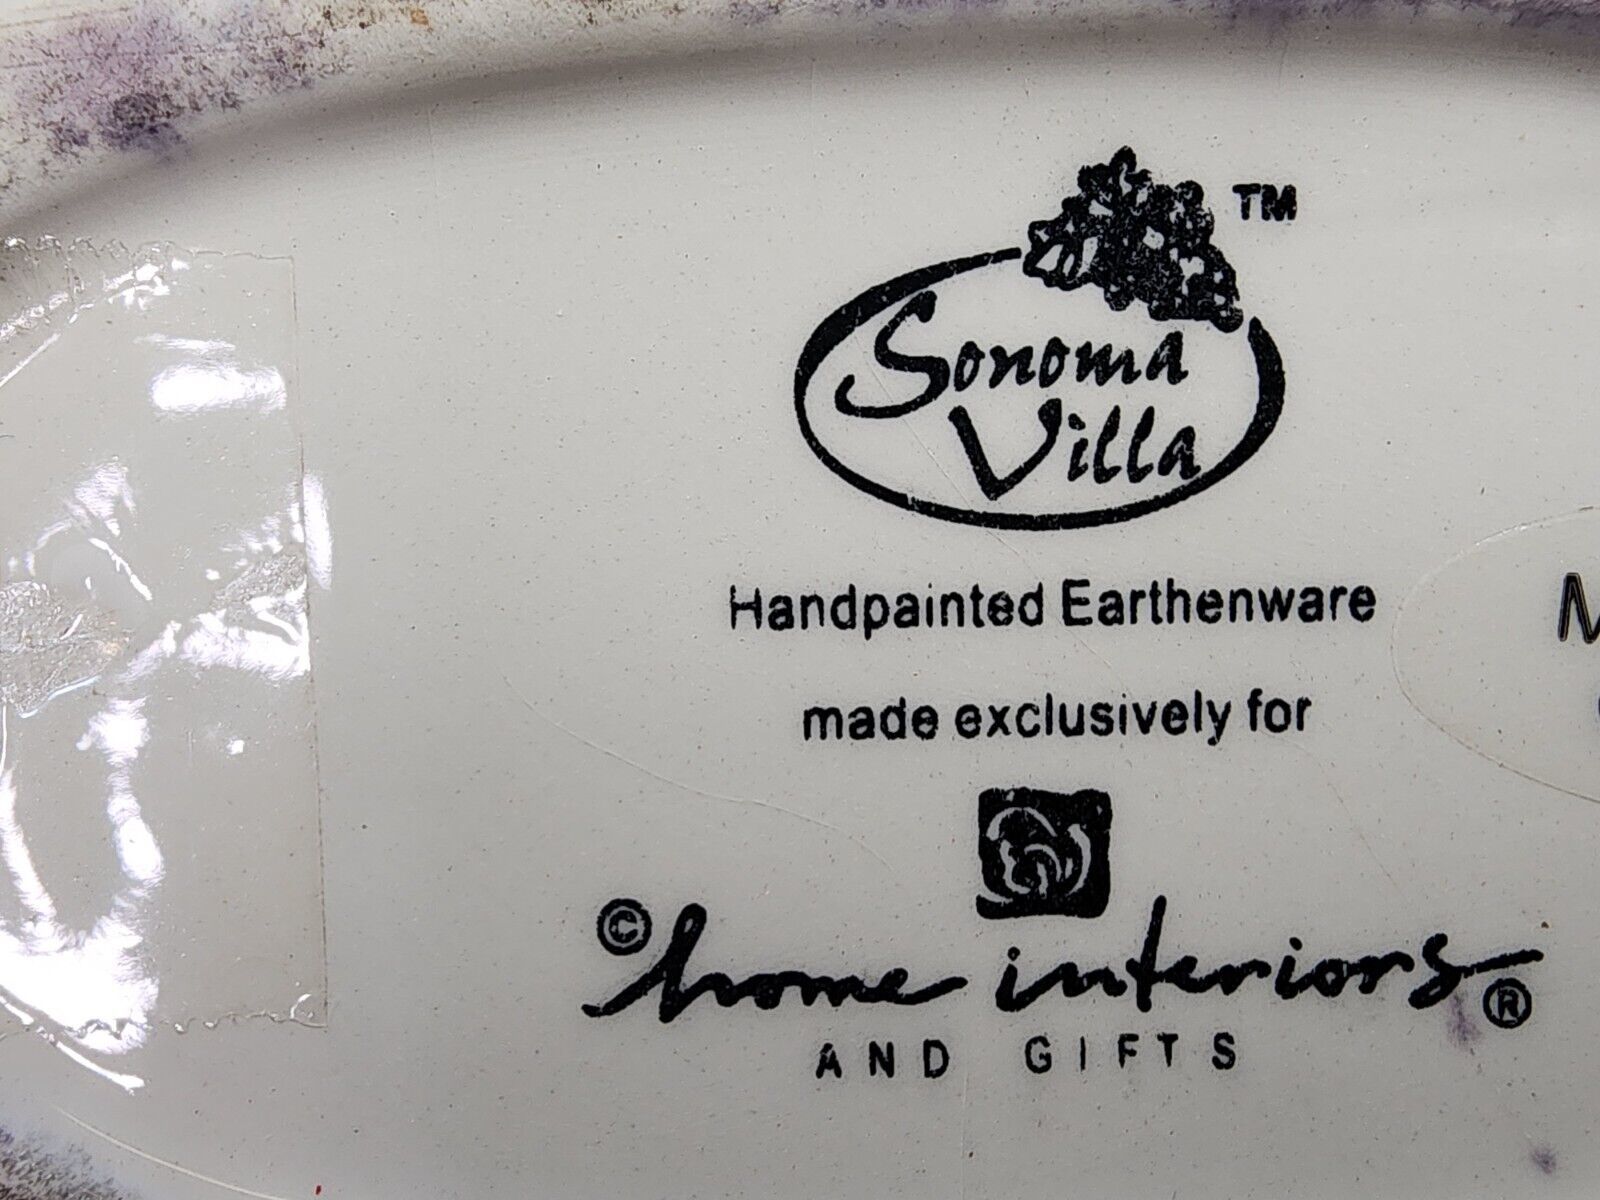 TM
Sonoma
Villa
Handpainted Earthenware
made exclusively for
© home interiors ®
AND GIFTS